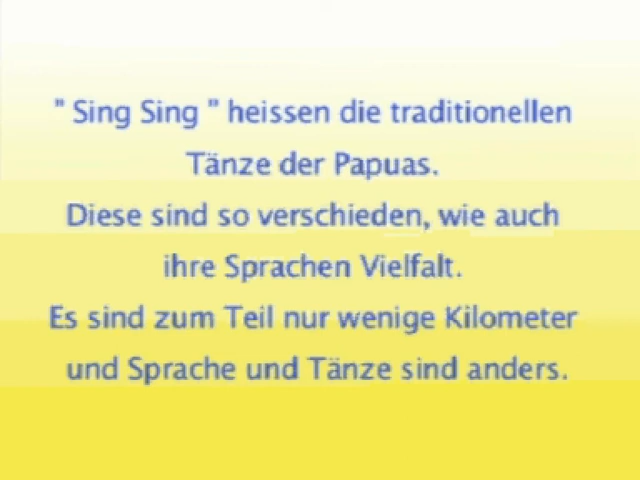 " Sing Sing " heissen die traditionellen
Tänze der Papuas.
Diese sind so verschieden, wie auch
ihre Sprachen Vielfalt.
Es sind zum Teil nur wenige Kilometer
und Sprache und Tänze sind anders.